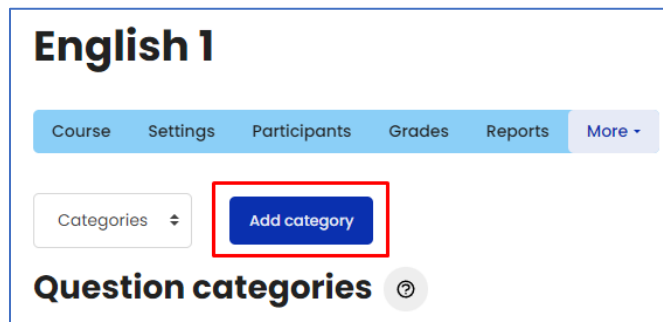 English 1
Course Settings Participants Grades Reports More
Categories Add category
Question categories